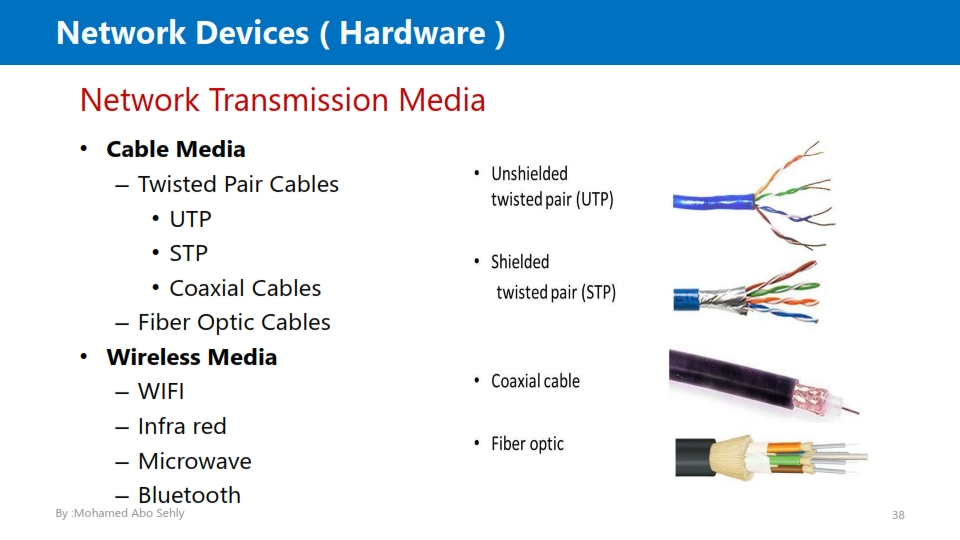 Network Devices ( Hardware )
Network Transmission Media
• Cable Media
– Twisted Pair Cables
• UTP
• STP
• Coaxial Cables
– Fiber Optic Cables
• Wireless Media
– WIFI
– Infra red
– Microwave
– Bluetooth
• Unshielded
twisted pair (UTP)
• Shielded
twisted pair (STP)
• Coaxial cable
• Fiber optic
By :Mohamed Abo Sehly
38